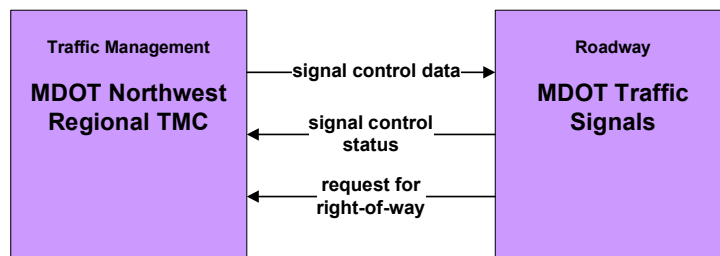 Traffic Management
MDOT Northwest
Regional TMC
signal control data
signal control
status
request for
right-of-way
Roadway
MDOT Traffic
Signals